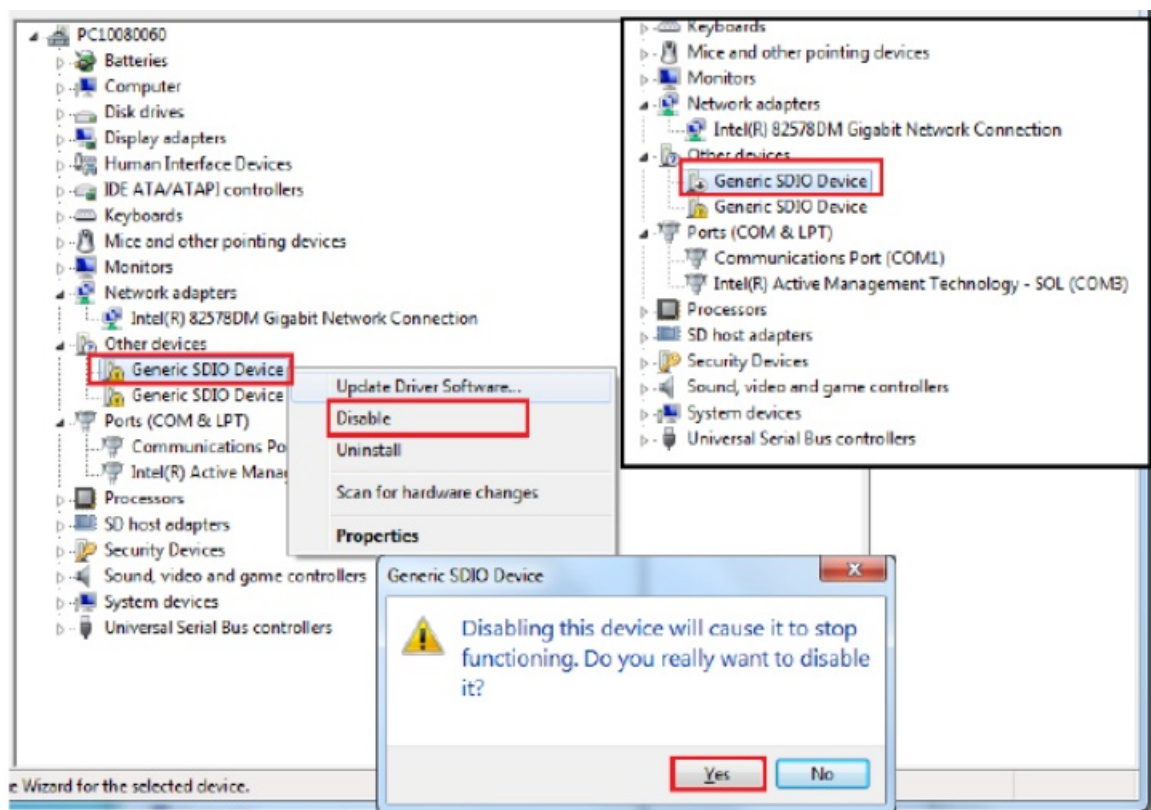 PC10080060
Batteries
Computer
Disk drives
Display adapters
Human Interface Devices
IDE ATA/ATAPI controllers
Keyboards
Mice and other pointing devices
Monitors
Network adapters
Intel(R) 82578DM Gigabit Network Connection
Other devices
Generic SDIO Device
Generic SDIO Device
Ports (COM & LPT)
Communications Po
Intel(R) Active Mana
Processors
SD host adapters
Security Devices
Sound, video and game controllers
System devices
Universal Serial Bus controllers
Update Driver Software...
Disable
Uninstall
Scan for hardware changes
Properties
Keyboards
Mice and other pointing devices
Monitors
Network adapters
Intel(R) 82578DM Gigabit Network Connection
Other devices
Generic SDIO Device
Generic SDIO Device
Ports (COM & LPT)
Communications Port (COM1)
Intel(R) Active Management Technology - SOL (COM3)
Processors
SD host adapters
Security Devices
Sound, video and game controllers
System devices
Universal Serial Bus controllers
Generic SDIO Device
X
Disabling this device will cause it to stop
functioning. Do you really want to disable
it?
Yes
No
e Wizard for the selected device.